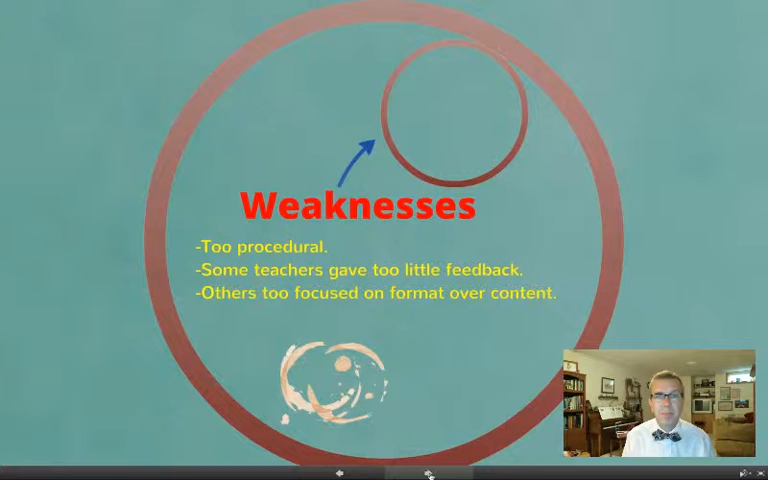 Weaknesses
-Too procedural.
-Some teachers gave too little feedback.
-Others too focused on format over content.